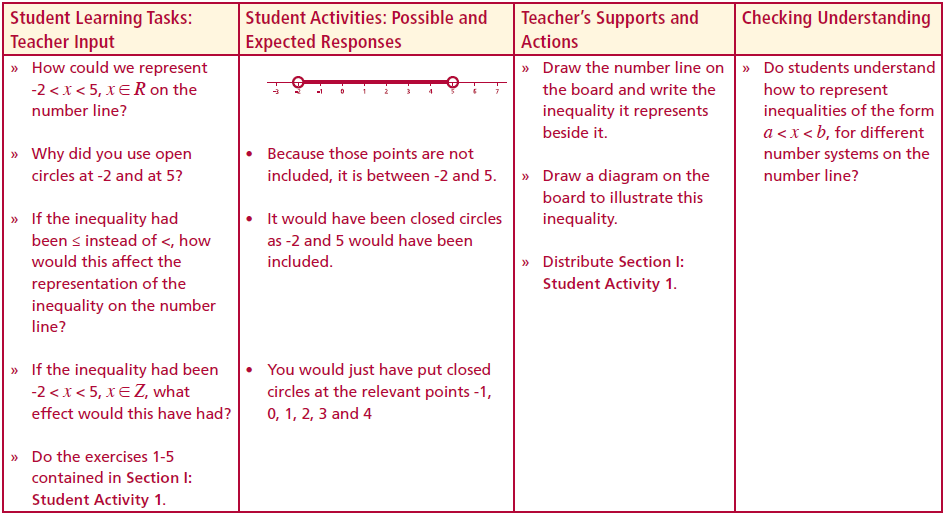 Student Learning Tasks:
Teacher Input
Student Activities: Possible and
Expected Responses
Teacher’s Supports and
Actions
Checking Understanding
» How could we represent
-2 < x < 5, x ∈ R on the
number line?
» Why did you use open
circles at -2 and at 5?
» If the inequality had
been ≤ instead of <, how
would this affect the
representation of the
inequality on the number
line?
» If the inequality had been
-2 < x < 5, x ∈ Z, what
effect would this have had?
» Do the exercises 1-5
contained in Section I:
Student Activity 1.
-3 -2 -1 0 1 2 3 4 5 6 7
• Because those points are not
included, it is between -2 and 5.
• It would have been closed circles
as -2 and 5 would have been
included.
• You would just have put closed
circles at the relevant points -1,
0, 1, 2, 3 and 4
» Draw the number line on
the board and write the
inequality it represents
beside it.
» Draw a diagram on the
board to illustrate this
inequality.
» Distribute Section I:
Student Activity 1.
» Do students understand
how to represent
inequalities of the form
a < x < b, for different
number systems on the
number line?